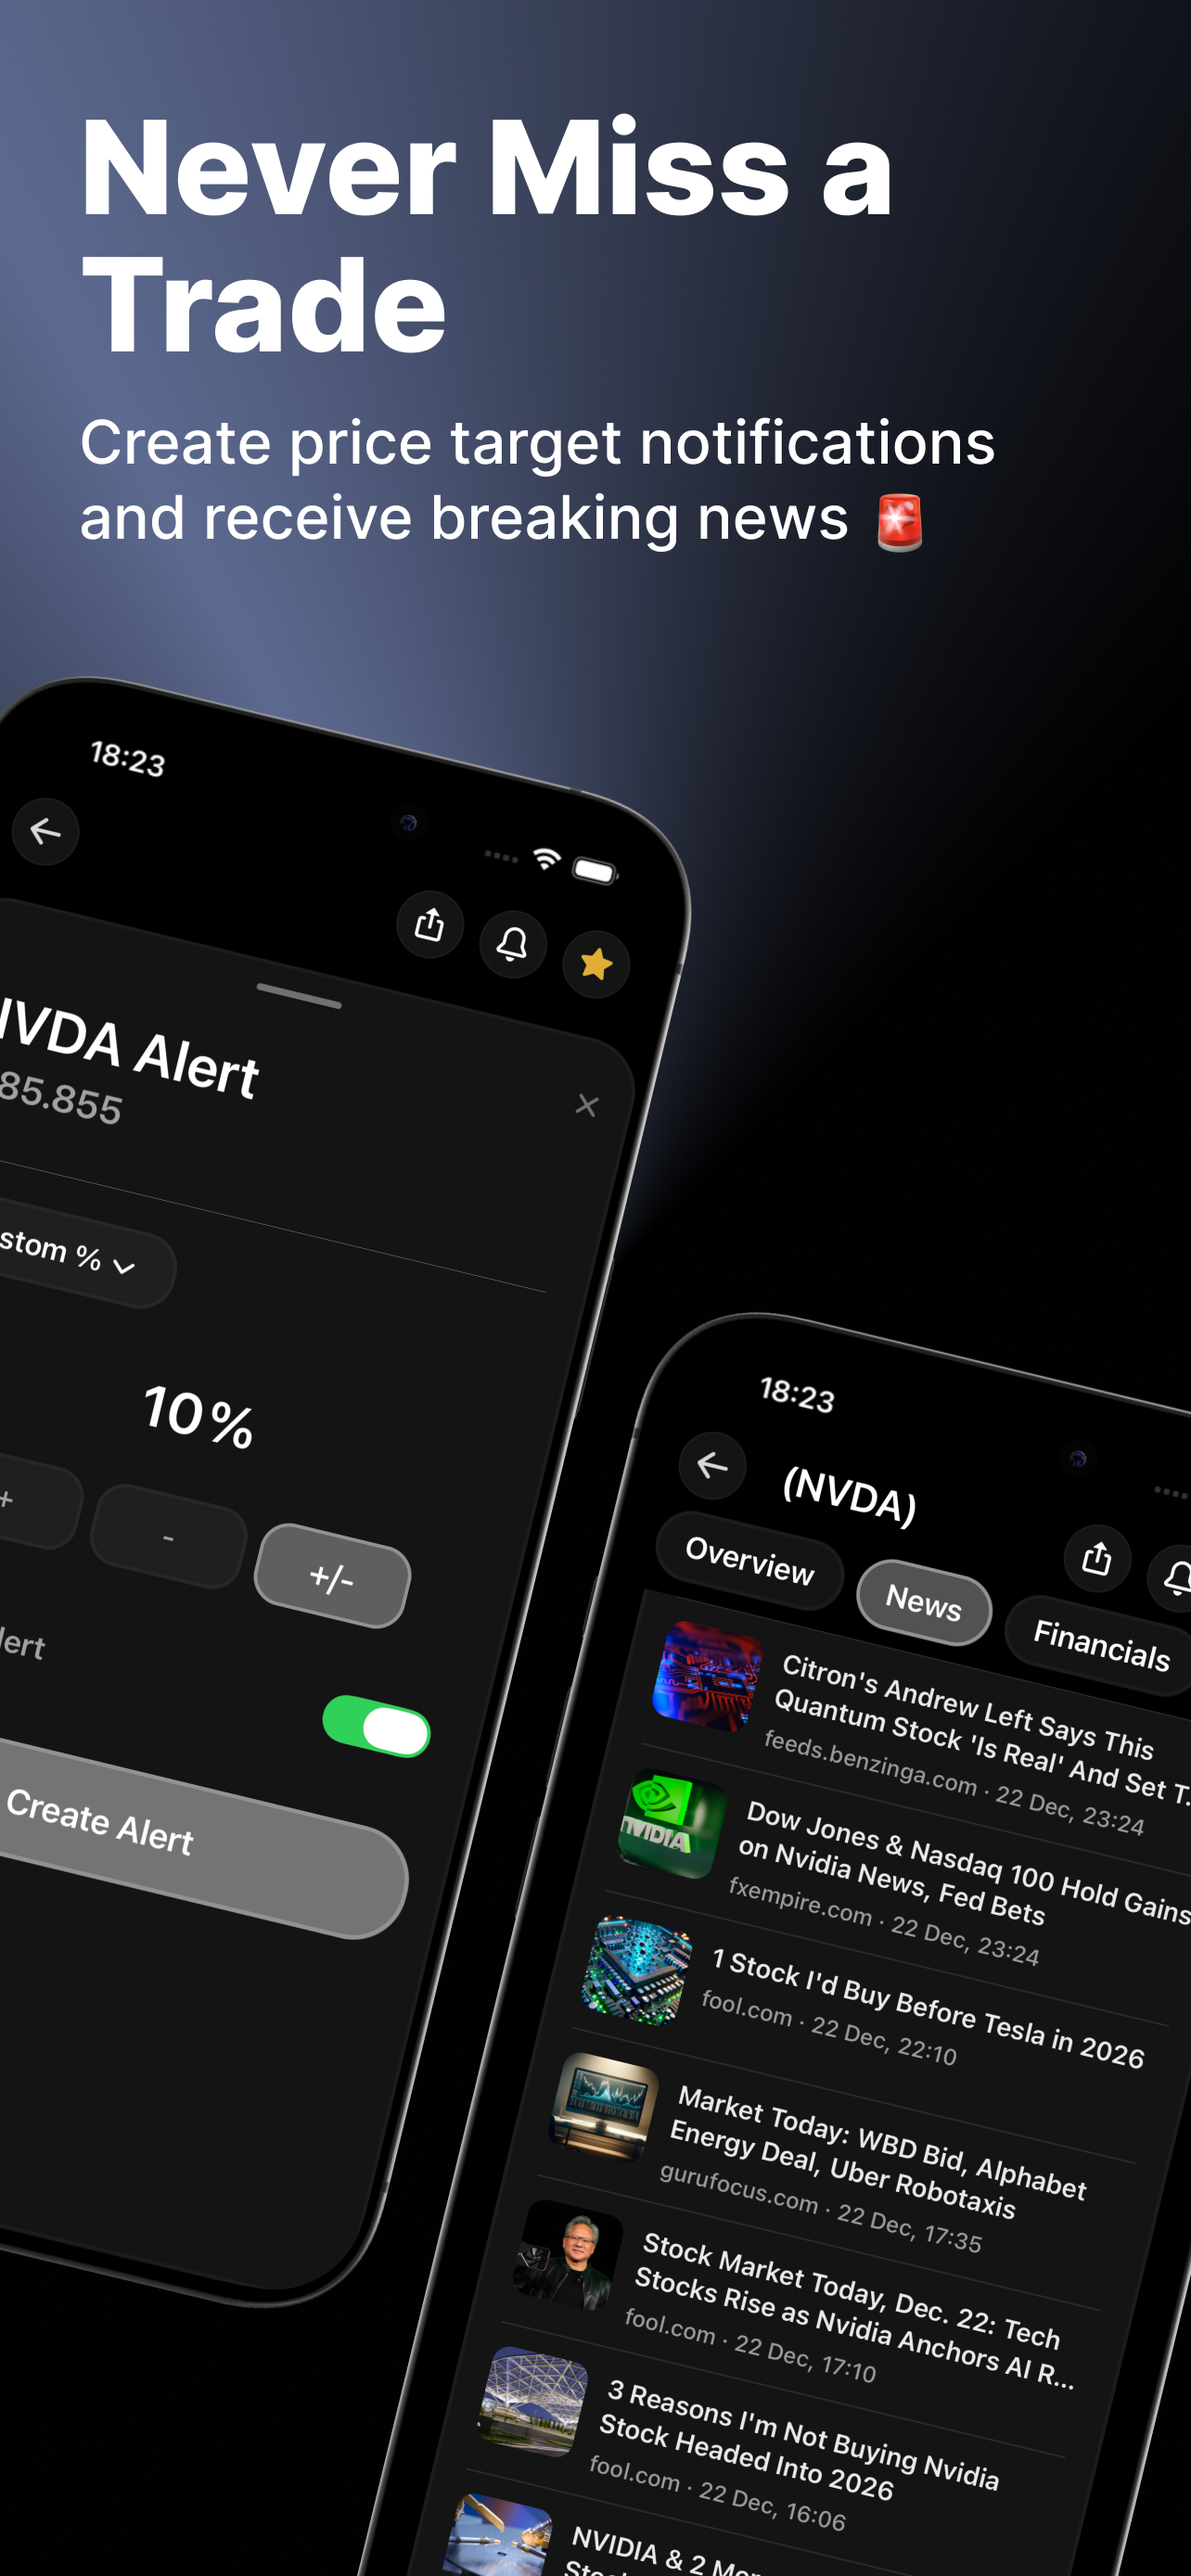 Never Miss a
Trade
Create price target notifications
and receive breaking news 🚨
18:23
VDA Alert
85.855
stom %
10%
+
-
+/-
lert
Create Alert
18:23
(NVDA)
Overview
News
Financials
Citron's Andrew Left Says This
Quantum Stock 'Is Real' And Set T.
feeds.benzinga.com · 22 Dec, 23:24
NVIDIA
Dow Jones & Nasdaq 100 Hold Gains
on Nvidia News, Fed Bets
fxempire.com · 22 Dec, 23:24
1 Stock I'd Buy Before Tesla in 2026
fool.com · 22 Dec, 22:10
Market Today: WBD Bid, Alphabet
Energy Deal, Uber Robotaxis
gurufocus.com · 22 Dec, 17:35
Stock Market Today, Dec. 22: Tech
Stocks Rise as Nvidia Anchors AI R...
fool.com · 22 Dec, 17:10
3 Reasons I'm Not Buying Nvidia
Stock Headed Into 2026
fool.com · 22 Dec, 16:06
NVIDIA & 2 Mor